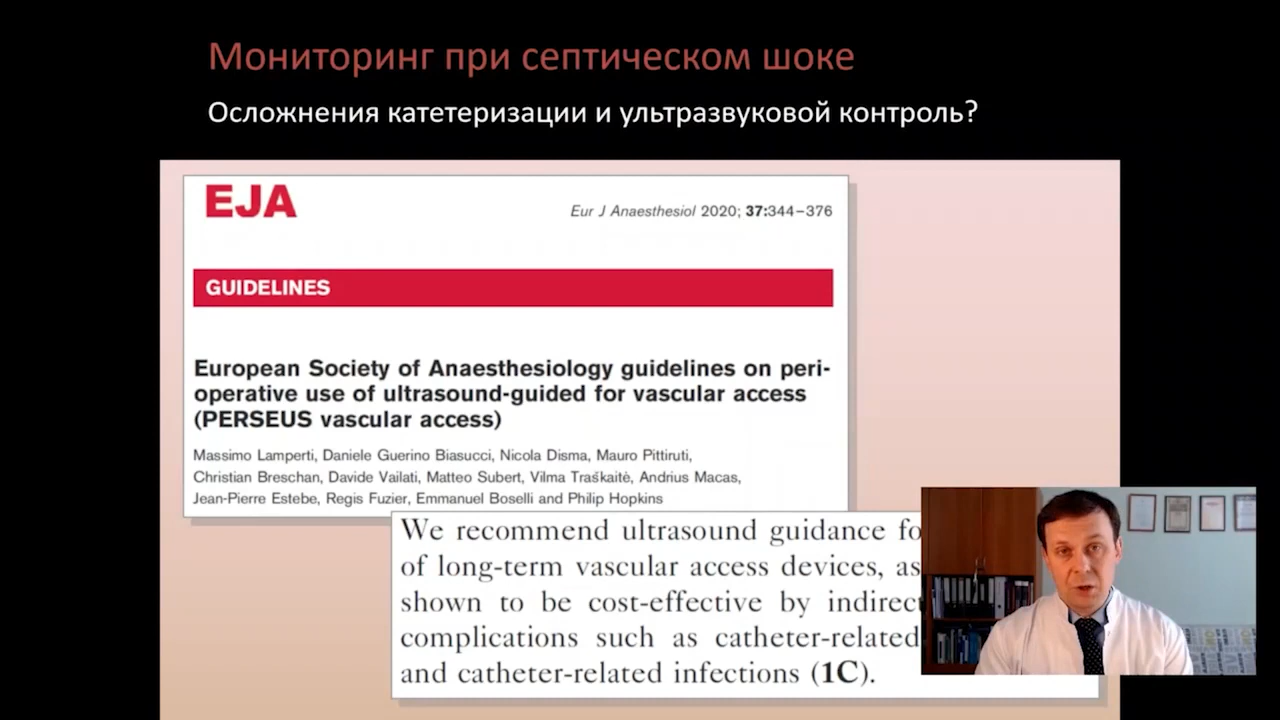 Мониторинг при септическом шоке
Осложнения катетеризации и ультразвуковой контроль?
EJA
Eur J Anaesthesiol 2020; 37:344–376
GUIDELINES
European Society of Anaesthesiology guidelines on peri-
operative use of ultrasound-guided for vascular access
(PERSEUS vascular access)
Massimo Lamperti, Daniele Guerino Biasucci, Nicola Disma, Mauro Pittiruti,
Christian Breschan, Davide Vailati, Matteo Subert, Vilma Traškaitė, Andrius Macas,
Jean-Pierre Estebe, Regis Fuzier, Emmanuel Boselli and Philip Hopkins
We recommend ultrasound guidance
of long-term vascular access devices, as
shown to be cost-effective by
complications such as catheter-related
and catheter-related infections (1C).